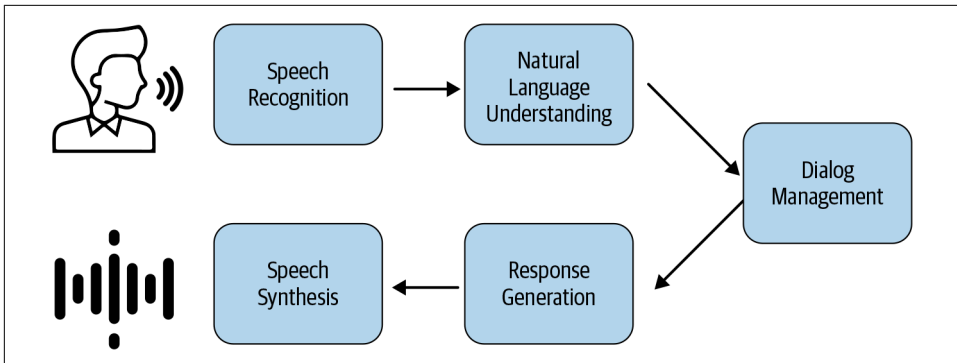 Speech
Recognition
Natural
Language
Understanding
Dialog
Management
Response
Generation
Speech
Synthesis